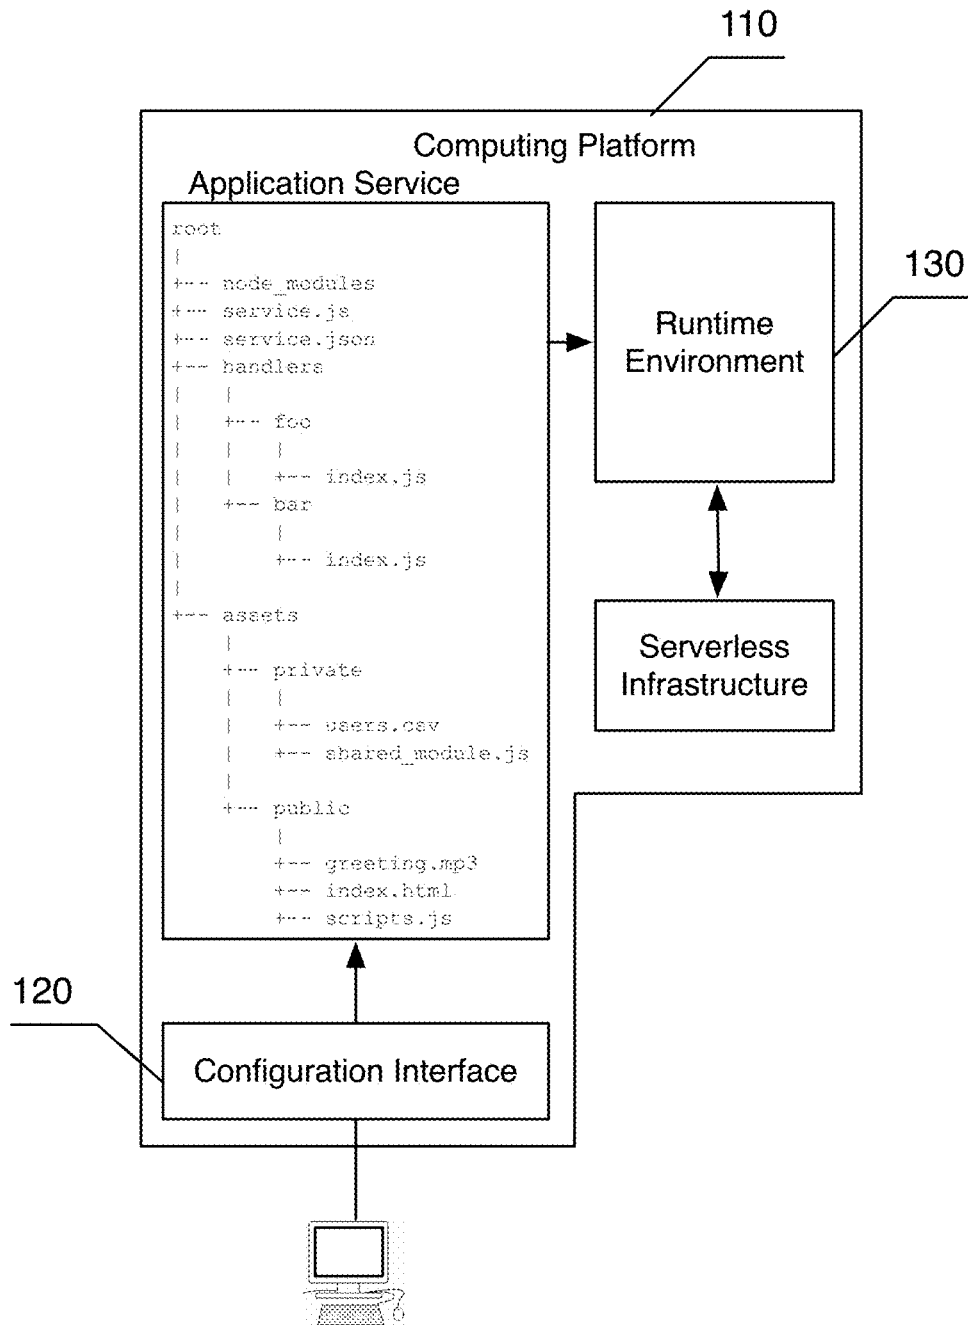 110
Computing Platform
Application Service
root
|
+-- node_modules
+-- service.js
+-- service.json
+-- handlers
|   |
|   +-- foo
|   |   |
|   |   +-- index.js
|   +-- bar
|       |
|       +-- index.js
|
+-- assets
    |
    +-- private
    |   |
    |   +-- users.csv
    |   +-- shared_module.js
    |
    +-- public
        |
        +-- greeting.mp3
        +-- index.html
        +-- scripts.js
130
Runtime
Environment
Serverless
Infrastructure
120
Configuration Interface